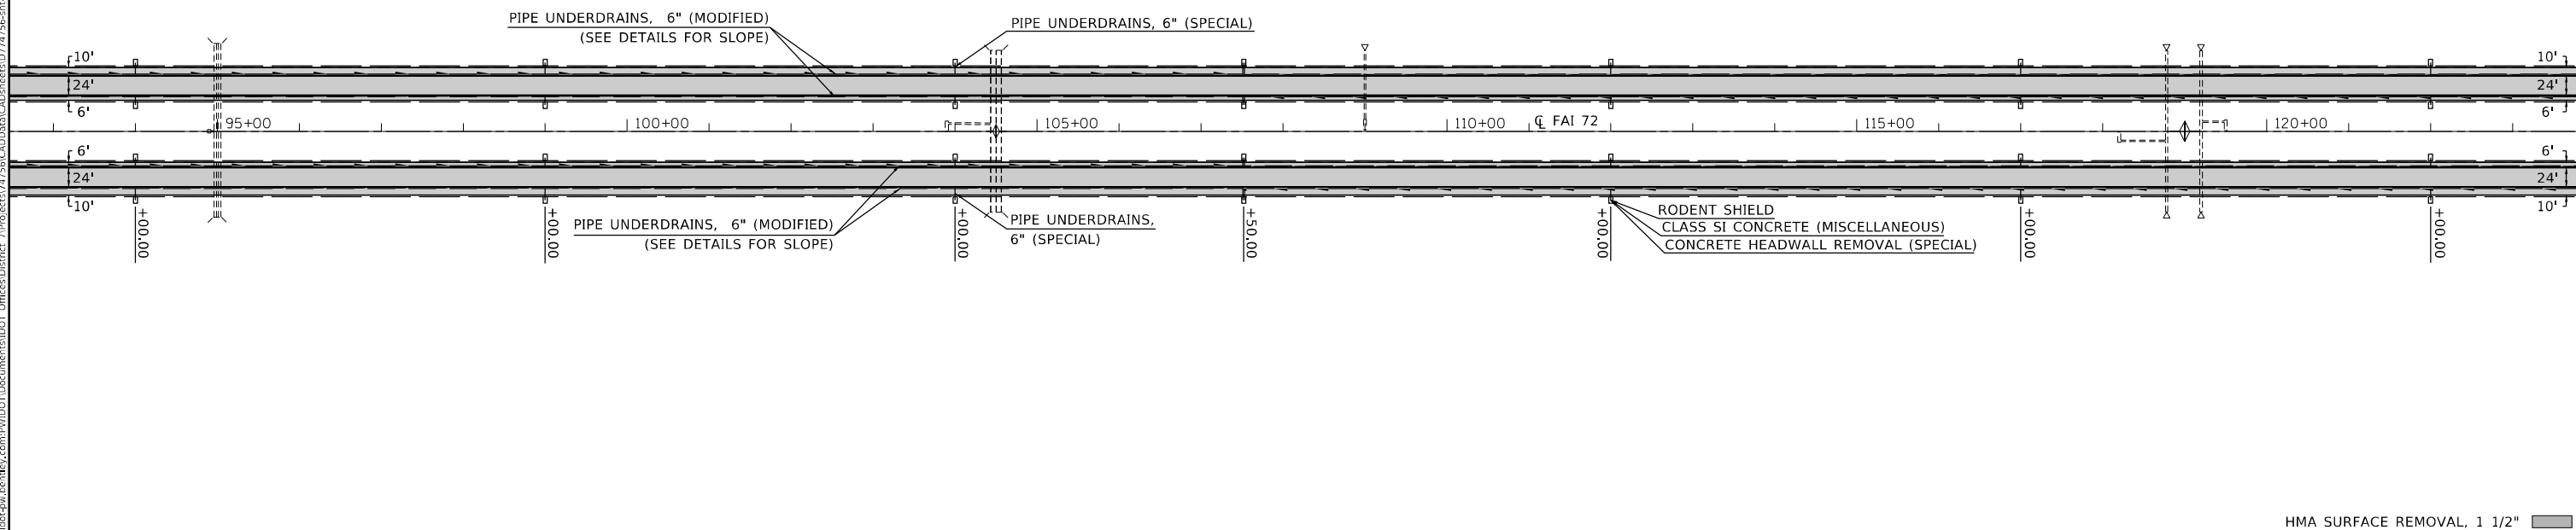 PIPE UNDERDRAINS, 6" (MODIFIED)
(SEE DETAILS FOR SLOPE)
PIPE UNDERDRAINS, 6" (SPECIAL)
10'
24'
6'
10'
24'
6'
95+00
100+00
105+00
110+00
℄ FAI 72
115+00
120+00
6'
24'
10'
6'
24'
10'
PIPE UNDERDRAINS, 6" (MODIFIED)
(SEE DETAILS FOR SLOPE)
PIPE UNDERDRAINS,
6" (SPECIAL)
RODENT SHIELD
CLASS SI CONCRETE (MISCELLANEOUS)
CONCRETE HEADWALL REMOVAL (SPECIAL)
+00.00
+00.00
+00.00
+50.00
+00.00
+00.00
+00.00
HMA SURFACE REMOVAL, 1 1/2"